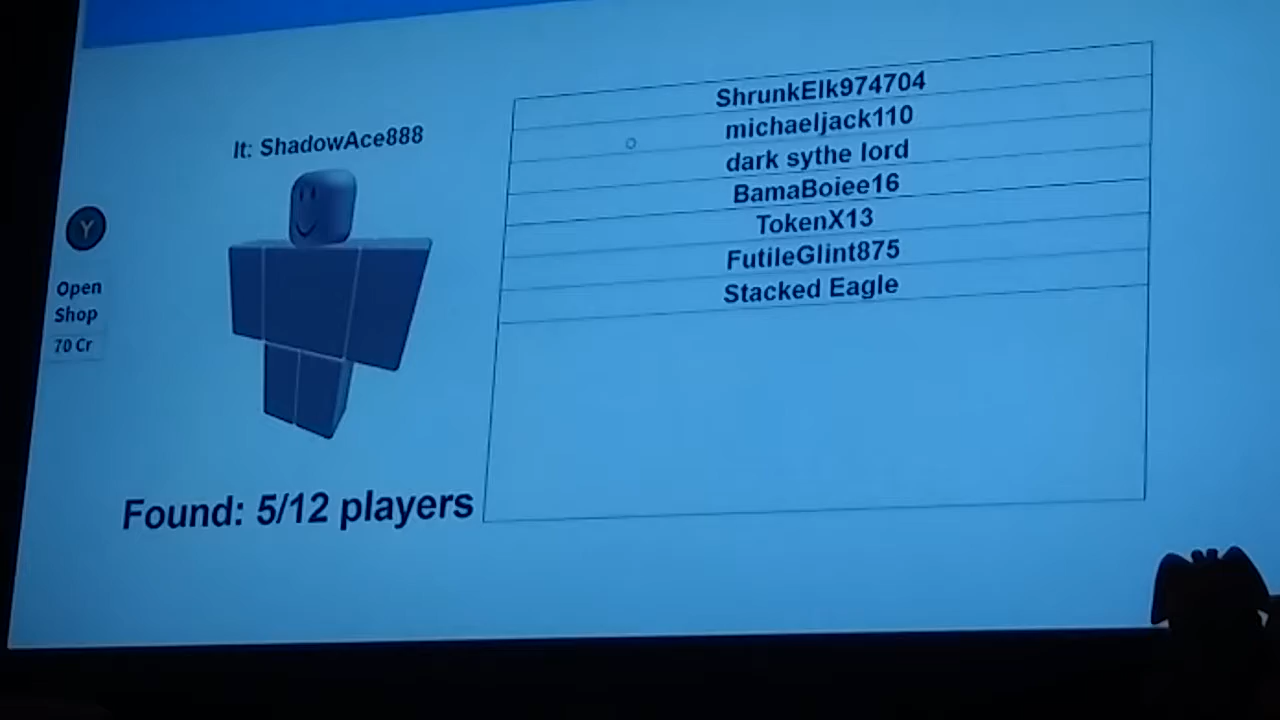 It: ShadowAce888
Y
Open
Shop
70 Cr
Found: 5/12 players
ShrunkElk974704
michaeljack110
dark sythe lord
BamaBoiee16
TokenX13
FutileGlint875
Stacked Eagle